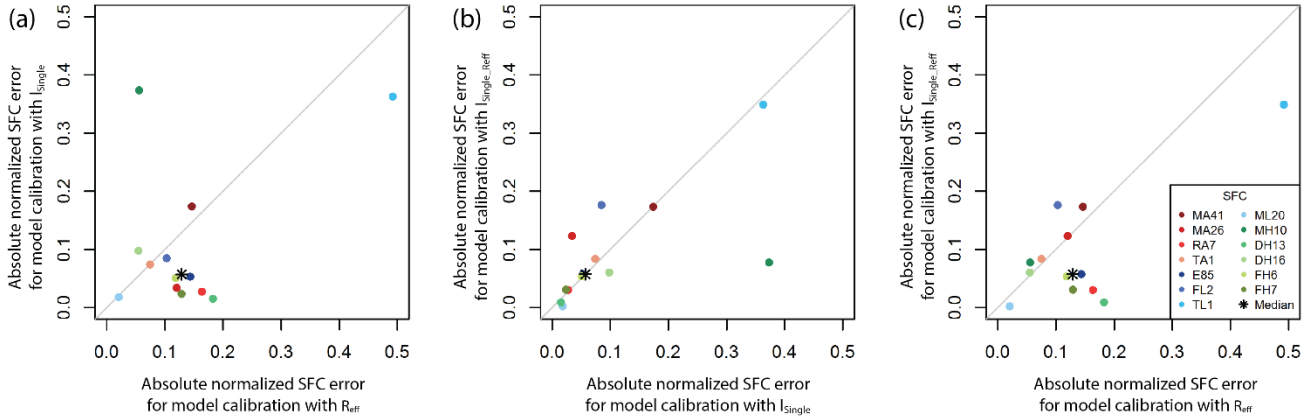 (a)
Absolute normalized SFC error
for model calibration with I_Single
0.0 0.1 0.2 0.3 0.4 0.5
0.0 0.1 0.2 0.3 0.4 0.5
Absolute normalized SFC error
for model calibration with R_eff
(b)
Absolute normalized SFC error
for model calibration with I_Single_Reff
0.0 0.1 0.2 0.3 0.4 0.5
0.0 0.1 0.2 0.3 0.4 0.5
Absolute normalized SFC error
for model calibration with I_Single
(c)
Absolute normalized SFC error
for model calibration with I_Single_Reff
0.0 0.1 0.2 0.3 0.4 0.5
SFC
MA41 ML20
MA26 MH10
RA7 DH13
TA1 DH16
E85 FH6
FL2 FH7
TL1 Median
0.0 0.1 0.2 0.3 0.4 0.5
Absolute normalized SFC error
for model calibration with R_eff